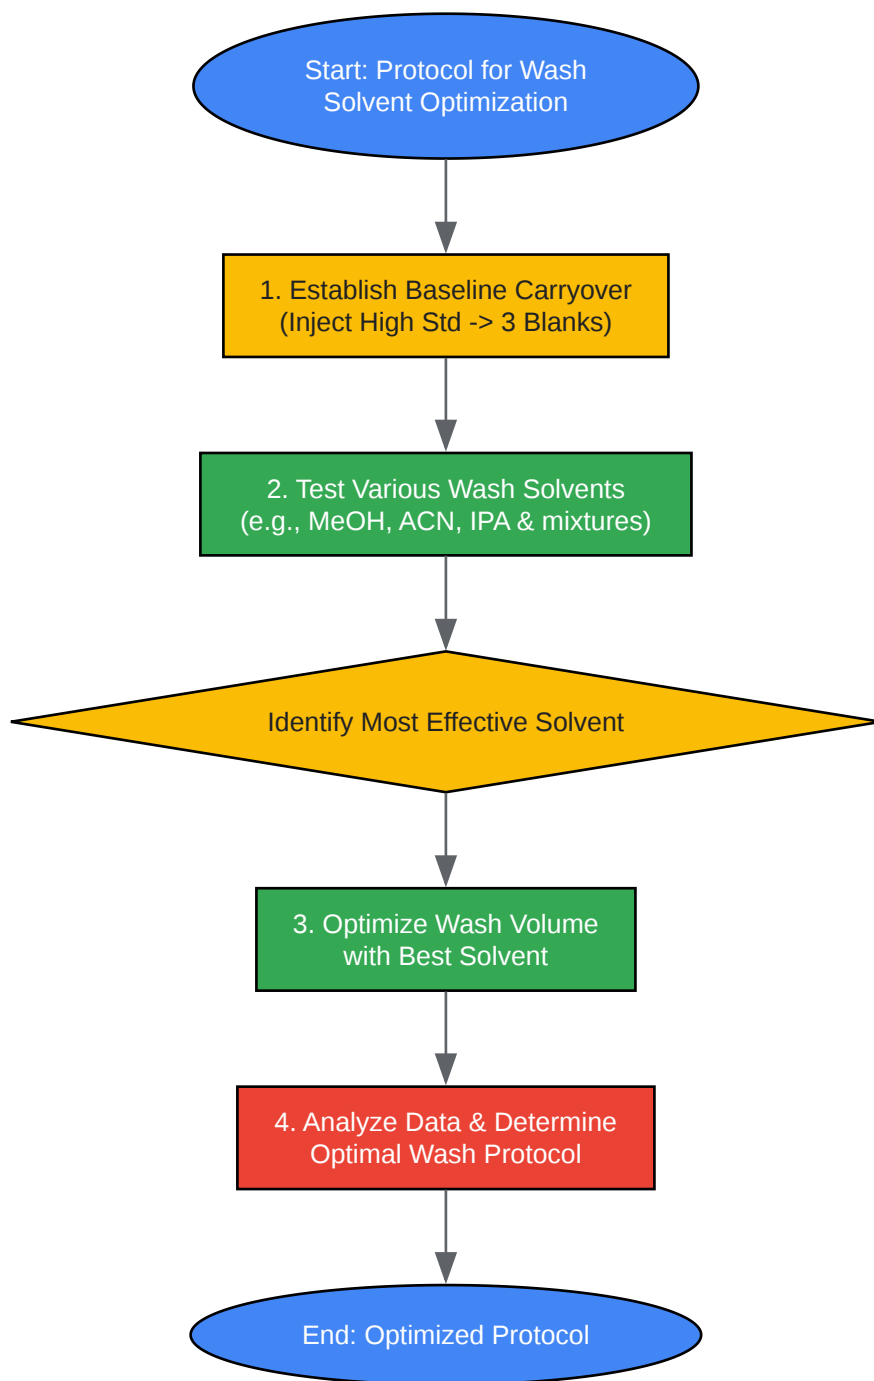 Start: Protocol for Wash
Solvent Optimization
1. Establish Baseline Carryover
(Inject High Std -> 3 Blanks)
2. Test Various Wash Solvents
(e.g., MeOH, ACN, IPA & mixtures)
Identify Most Effective Solvent
3. Optimize Wash Volume
with Best Solvent
4. Analyze Data & Determine
Optimal Wash Protocol
End: Optimized Protocol